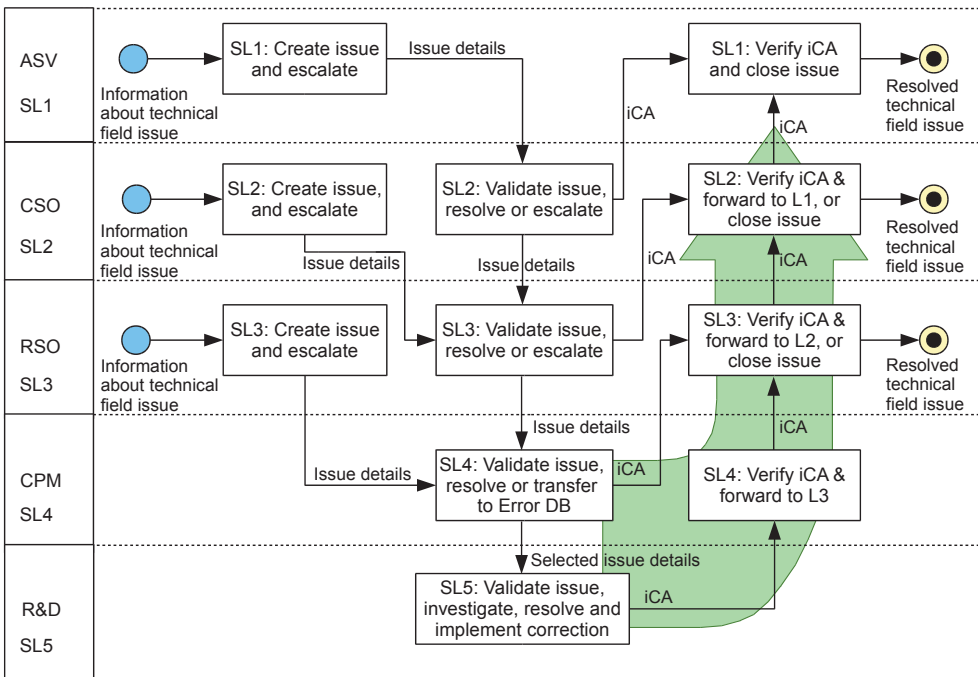 ASV
SL1
Information
about technical
field issue
SL1: Create issue
and escalate
Issue details
iCA
SL1: Verify iCA
and close issue
Resolved
technical
field issue
iCA
CSO
SL2
Information
about technical
field issue
SL2: Create issue,
and escalate
Issue details
SL2: Validate issue,
resolve or escalate
Issue details
iCA
SL2: Verify iCA &
forward to L1, or
close issue
Resolved
technical
field issue
iCA
RSO
SL3
Information
about technical
field issue
SL3: Create issue
and escalate
SL3: Validate issue,
resolve or escalate
Issue details
SL3: Verify iCA &
forward to L2, or
close issue
Resolved
technical
field issue
iCA
CPM
SL4
Issue details
SL4: Validate issue,
resolve or transfer
to Error DB
iCA
SL4: Verify iCA &
forward to L3
Selected issue details
R&D
SL5
SL5: Validate issue,
investigate, resolve and
implement correction
iCA